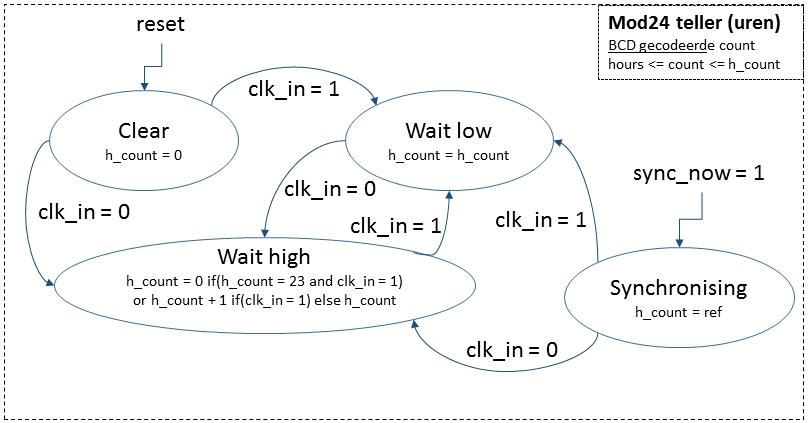 reset
Mod24 teller (uren)
BCD gecodeerde count
hours <= count <= h_count
clk_in = 1
Clear
h_count = 0
Wait low
h_count = h_count
sync_now = 1
clk_in = 0
clk_in = 0
clk_in = 1
clk_in = 1
Wait high
h_count = 0 if(h_count = 23 and clk_in = 1)
or h_count + 1 if(clk_in = 1) else h_count
Synchronising
h_count = ref
clk_in = 0